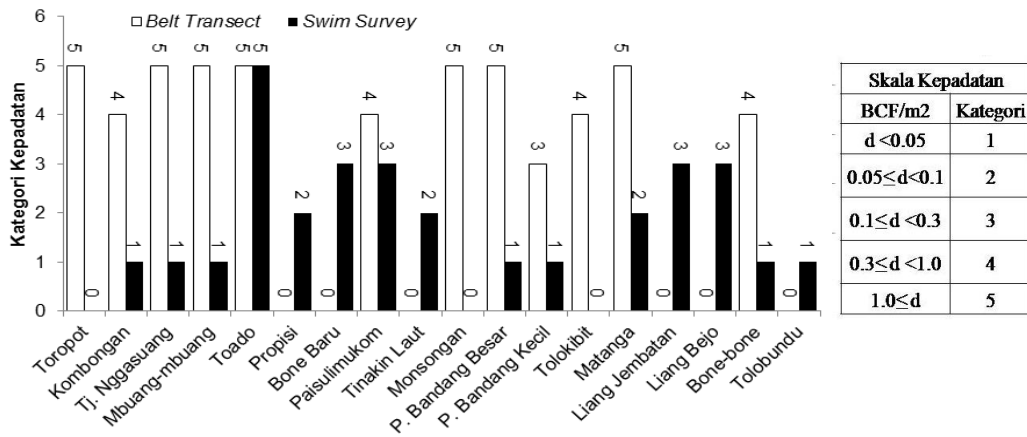 Belt Transect Swim Survey
Kategori Kepadatan
6
5
4
3
2
1
0
5 0
4 1
5 1
5 1
5 5
0 2
0 3
4 3
0 2
5 0
5 1
3 1
4 0
5 2
0 3
0 3
4 1
0 1
Toropot
Kombongan
Tj. Nggasuang
Mbuang-mbuang
Toado
Propisi
Bone Baru
Paisulimukom
Tinakin Laut
Monsongan
P. Bandang Besar
P. Bandang Kecil
Tolokibit
Matanga
Liang Jembatan
Liang Bejo
Bone-bone
Tolobundu
Skala Kepadatan
BCF/m2 Kategori
d <0.05 1
0.05≤d<0.1 2
0.1≤d <0.3 3
0.3≤d <1.0 4
1.0≤d 5